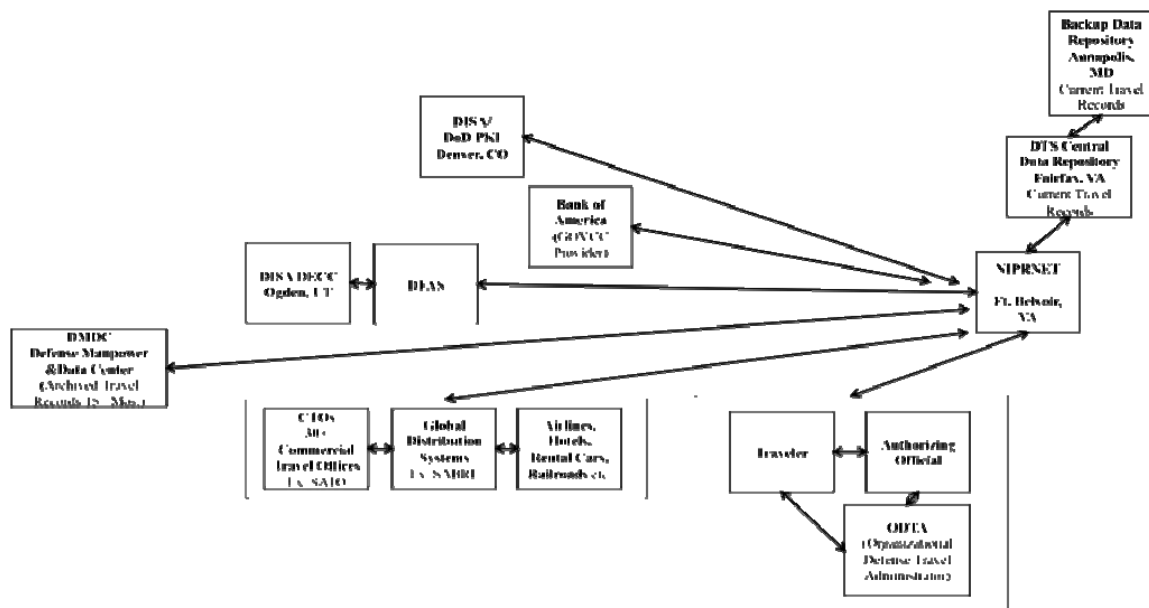 Backup Data
Repository
Annapolis,
MD
Current Travel
Records
DISA/
DoD PKI
Denver, CO
DTS Central
Data Repository
Fairfax, VA
Current Travel
Records
Bank of
America
(GOVCC
Provider)
NIPRNET
Ft. Belvoir,
VA
DISA DECC
Ogden, UT
DFAS
DMDC
Defense Manpower
&Data Center
(Archived Travel
Records
CTOs
30+
Commercial
Travel Offices
Ex. SATO
Global
Distribution
Systems
Ex. SABRE
Airlines,
Hotels,
Rental Cars,
Railroads etc
Traveler
Authorizing
Official
ODTA
(Organizational
Defense Travel
Administrator)